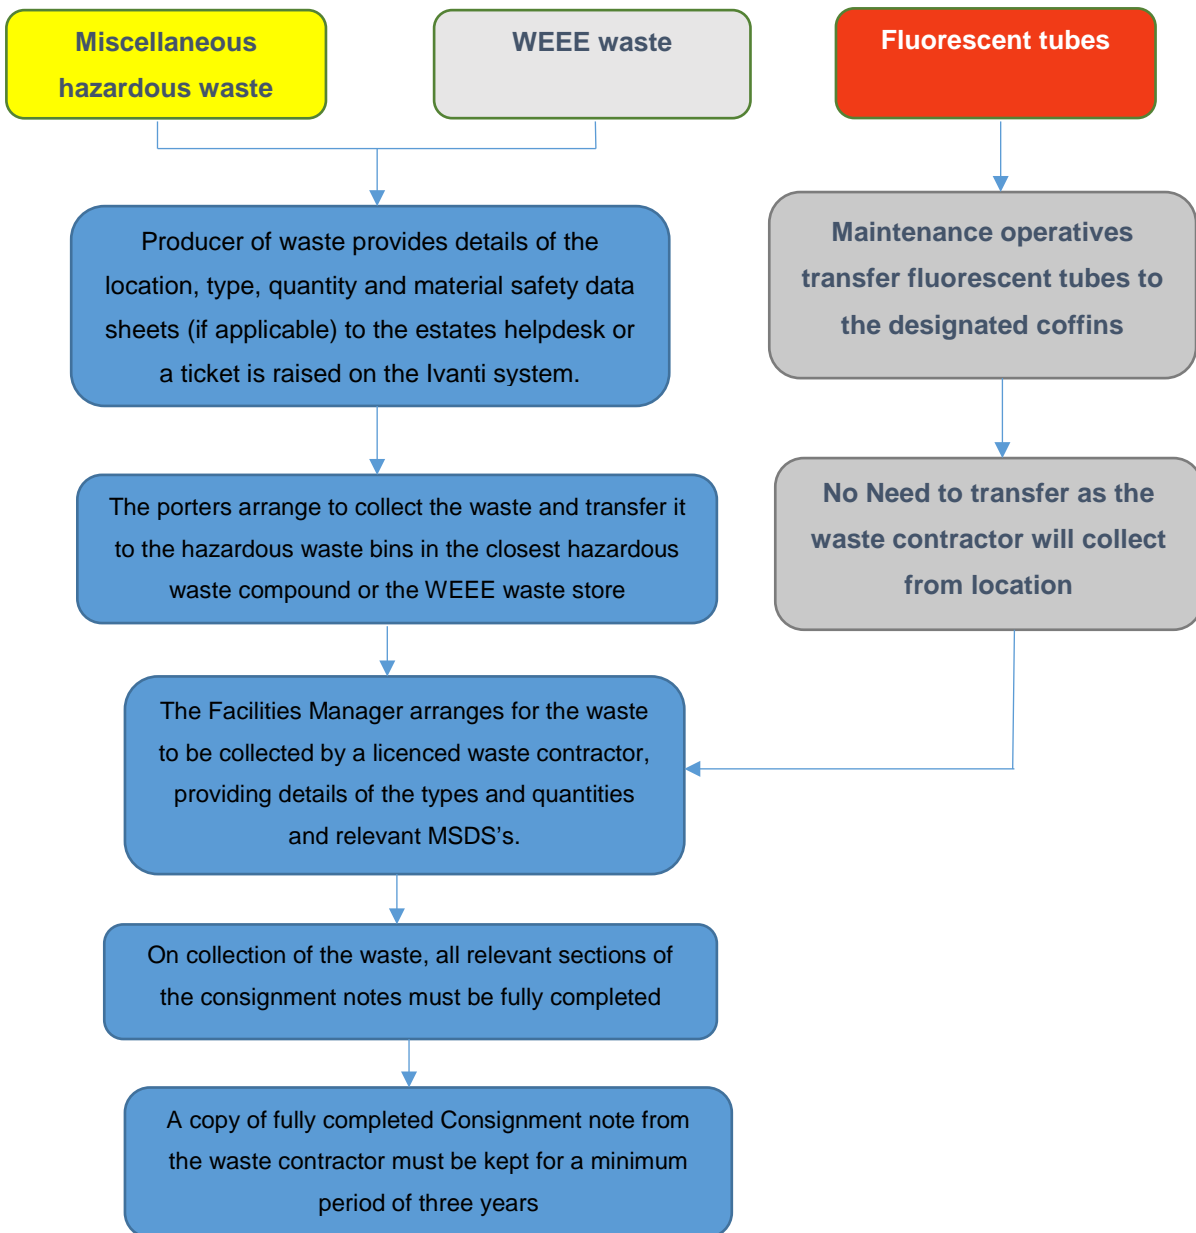 Miscellaneous
hazardous waste
WEEE waste
Fluorescent tubes
Producer of waste provides details of the
location, type, quantity and material safety data
sheets (if applicable) to the estates helpdesk or
a ticket is raised on the Ivanti system.
Maintenance operatives
transfer fluorescent tubes to
the designated coffins
The porters arrange to collect the waste and transfer it
to the hazardous waste bins in the closest hazardous
waste compound or the WEEE waste store
No Need to transfer as the
waste contractor will collect
from location
The Facilities Manager arranges for the waste
to be collected by a licenced waste contractor,
providing details of the types and quantities
and relevant MSDS’s.
On collection of the waste, all relevant sections of
the consignment notes must be fully completed
A copy of fully completed Consignment note from
the waste contractor must be kept for a minimum
period of three years